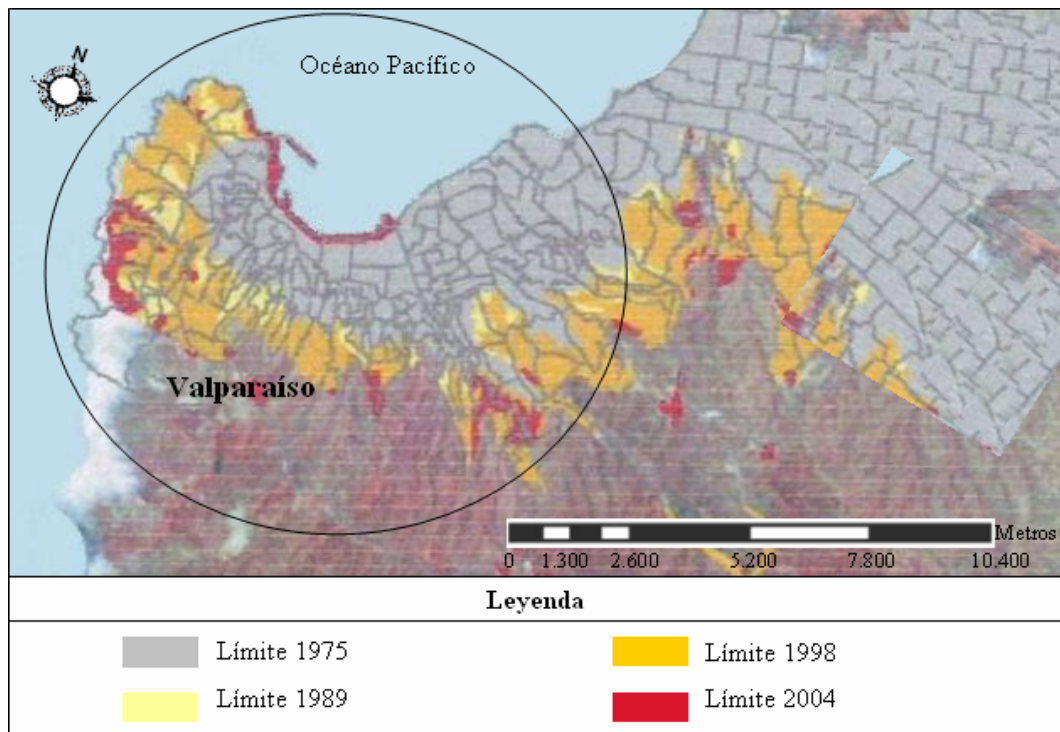 N
Océano Pacífico
Valparaíso
Metros
0 1.300 2.600 5.200 7.800 10.400
Leyenda
Límite 1975
Límite 1998
Límite 1989
Límite 2004